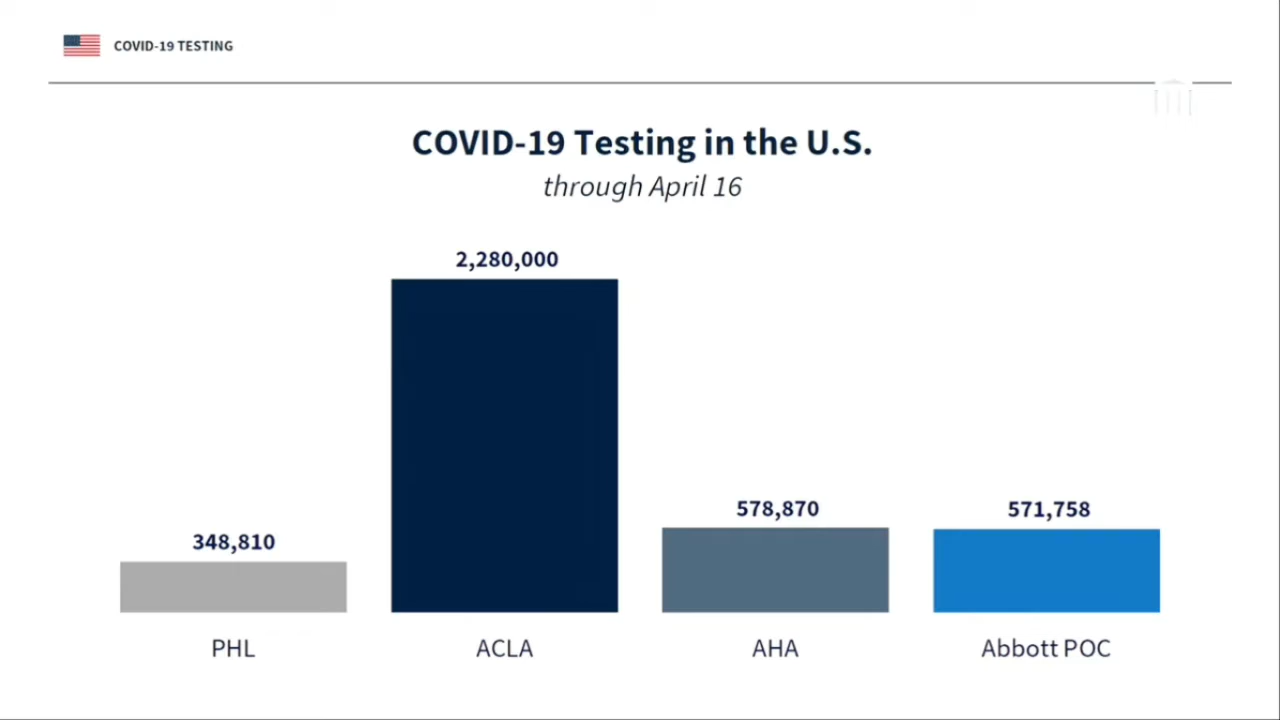 COVID-19 TESTING
COVID-19 Testing in the U.S.
through April 16
2,280,000
578,870
571,758
348,810
PHL
ACLA
AHA
Abbott POC